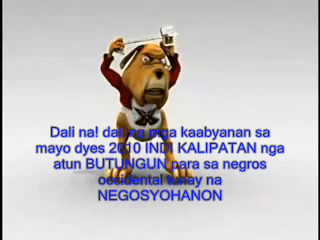 Dali na! dali na mga kaabyanan sa
mayo dyes 2010 INDI KALIPATAN nga
atun BUTUNGUN para sa negros
occidental tunay na
NEGOSYOHANON